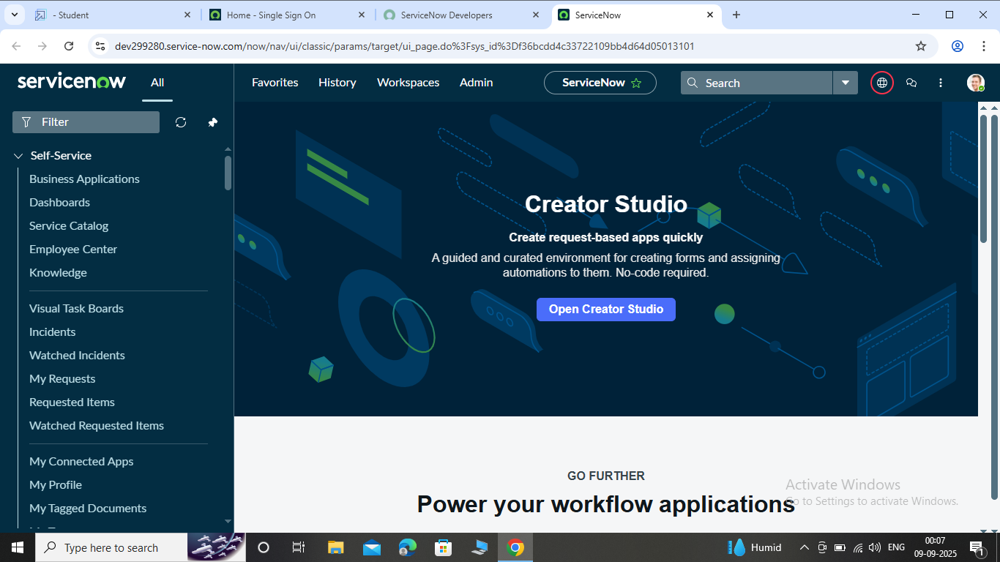 - Student
Home - Single Sign On
ServiceNow Developers
ServiceNow
dev299280.service-now.com/now/nav/ui/classic/params/target/ui_page.do%3Fsys_id%3Df36bcdd4c33722109bb4d64d05013101
servicenow
All
Favorites
History
Workspaces
Admin
ServiceNow
Search
Filter
Self-Service
Business Applications
Dashboards
Service Catalog
Employee Center
Knowledge
Visual Task Boards
Incidents
Watched Incidents
My Requests
Requested Items
Watched Requested Items
My Connected Apps
My Profile
My Tagged Documents
Creator Studio
Create request-based apps quickly
A guided and curated environment for creating forms and assigning
automations to them. No-code required.
Open Creator Studio
GO FURTHER
Power your workflow applications
Activate Windows
Go to Settings to activate Windows.
Type here to search
Humid
ENG
00:07
09-09-2025
1